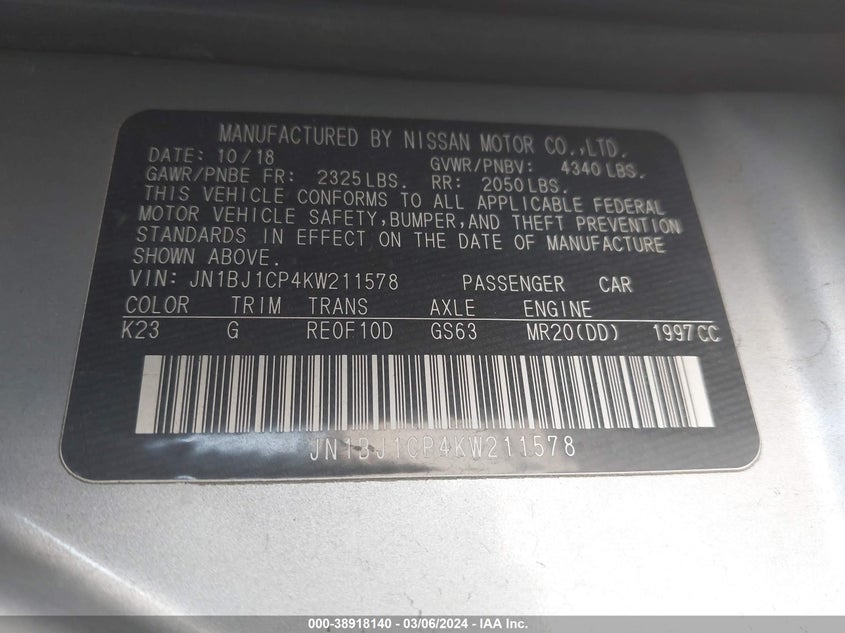 MANUFACTURED BY NISSAN MOTOR CO.,LTD.
DATE: 10/18 GVWR/PNBV: 4340 LBS.
GAWR/PNBE FR: 2325 LBS. RR: 2050 LBS.
THIS VEHICLE CONFORMS TO ALL APPLICABLE FEDERAL
MOTOR VEHICLE SAFETY,BUMPER,AND THEFT PREVENTION
STANDARDS IN EFFECT ON THE DATE OF MANUFACTURE
SHOWN ABOVE.
VIN: JN1BJ1CP4KW211578 PASSENGER CAR
COLOR TRIM TRANS AXLE ENGINE
K23 G RE0F10D GS63 MR20(DD) 1997CC
JN1BJ1CP4KW211578
000-38918140 - 03/06/2024 - IAA Inc.